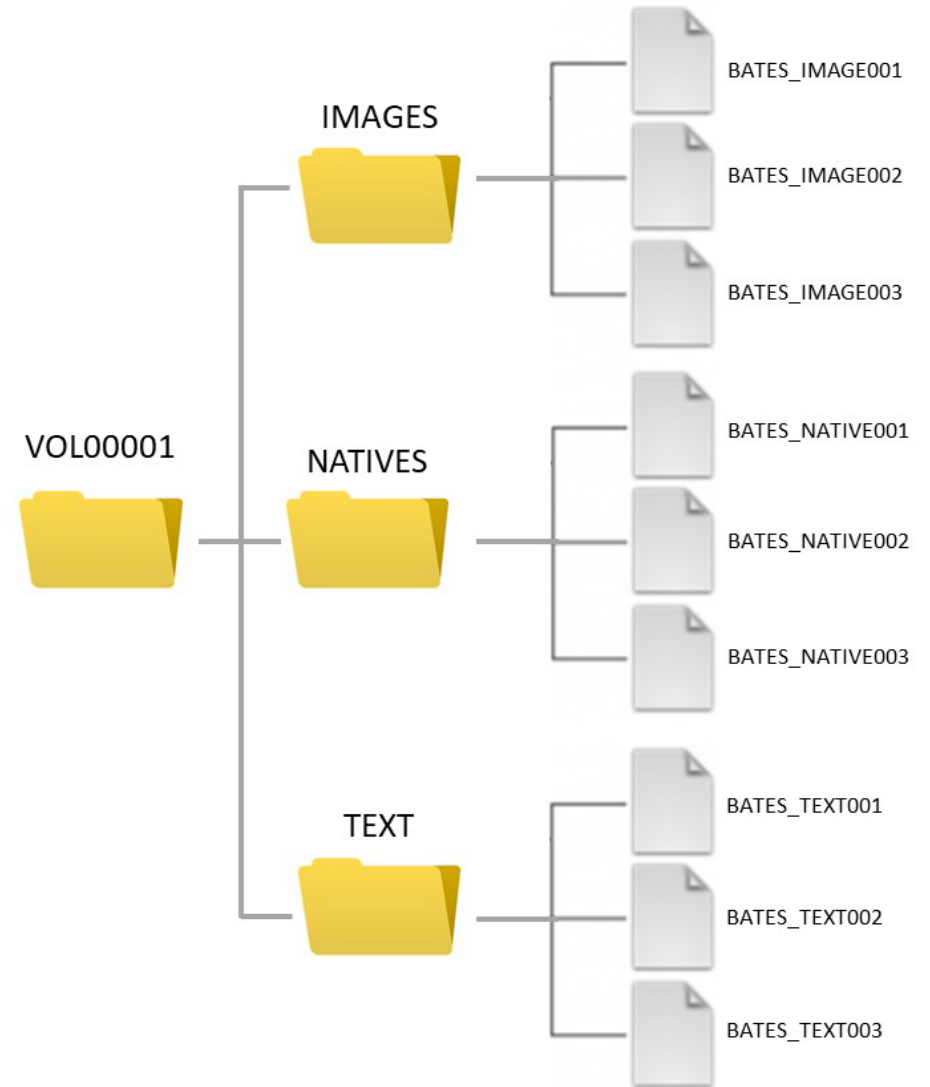 VOL00001
IMAGES
BATES_IMAGE001
BATES_IMAGE002
BATES_IMAGE003
NATIVES
BATES_NATIVE001
BATES_NATIVE002
BATES_NATIVE003
TEXT
BATES_TEXT001
BATES_TEXT002
BATES_TEXT003